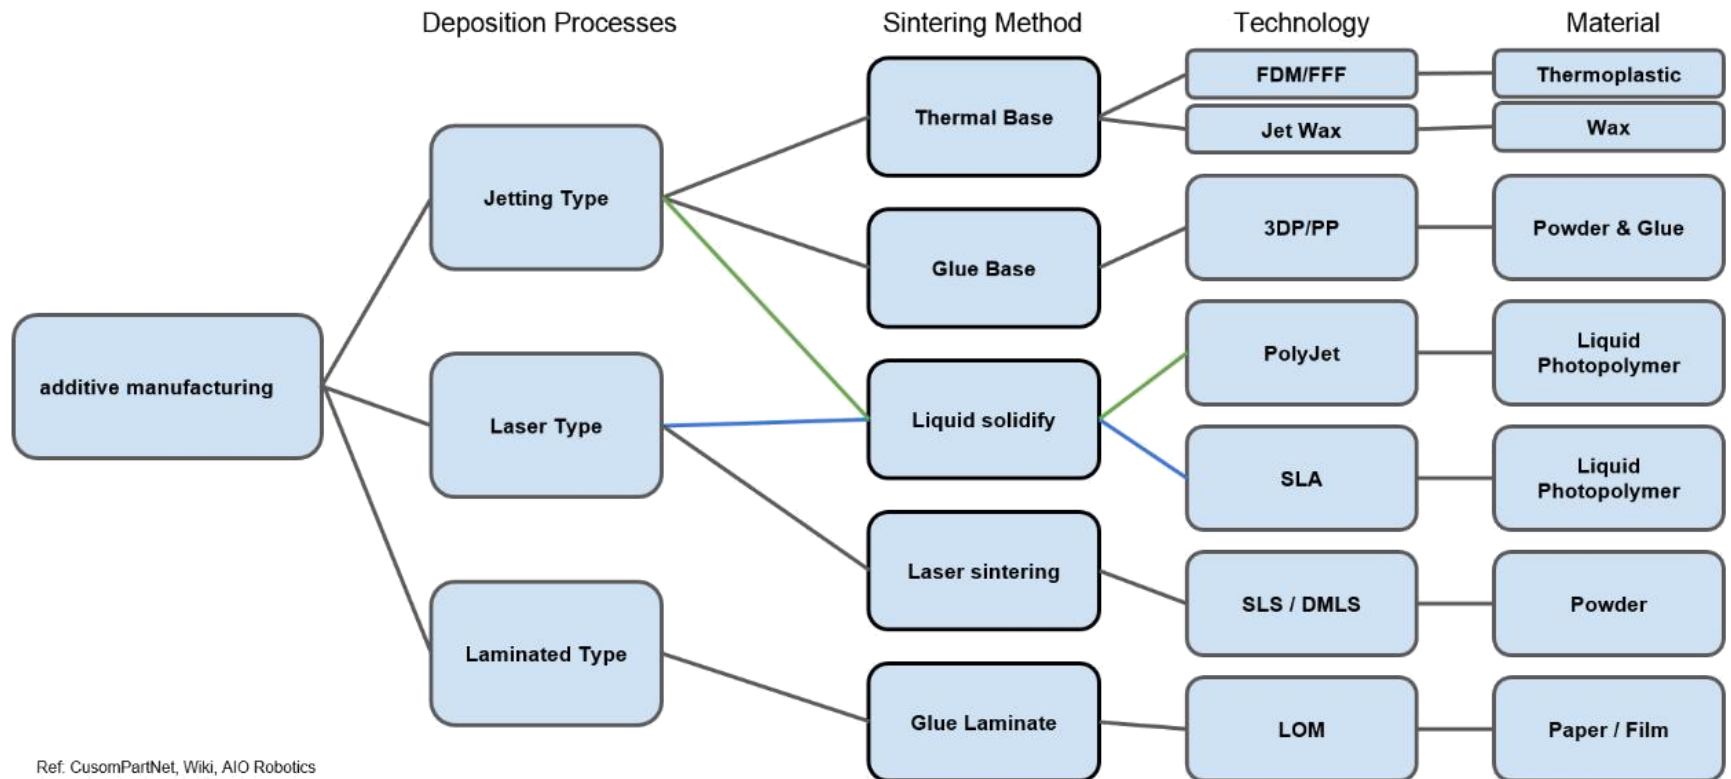 Deposition Processes
Sintering Method
Technology
Material
additive manufacturing
Jetting Type
Laser Type
Laminated Type
Thermal Base
Glue Base
Liquid solidify
Laser sintering
Glue Laminate
FDM/FFF
Jet Wax
3DP/PP
PolyJet
SLA
SLS / DMLS
LOM
Thermoplastic
Wax
Powder & Glue
Liquid
Photopolymer
Liquid
Photopolymer
Powder
Paper / Film
Ref: CusomPartNet, Wiki, AIO Robotics